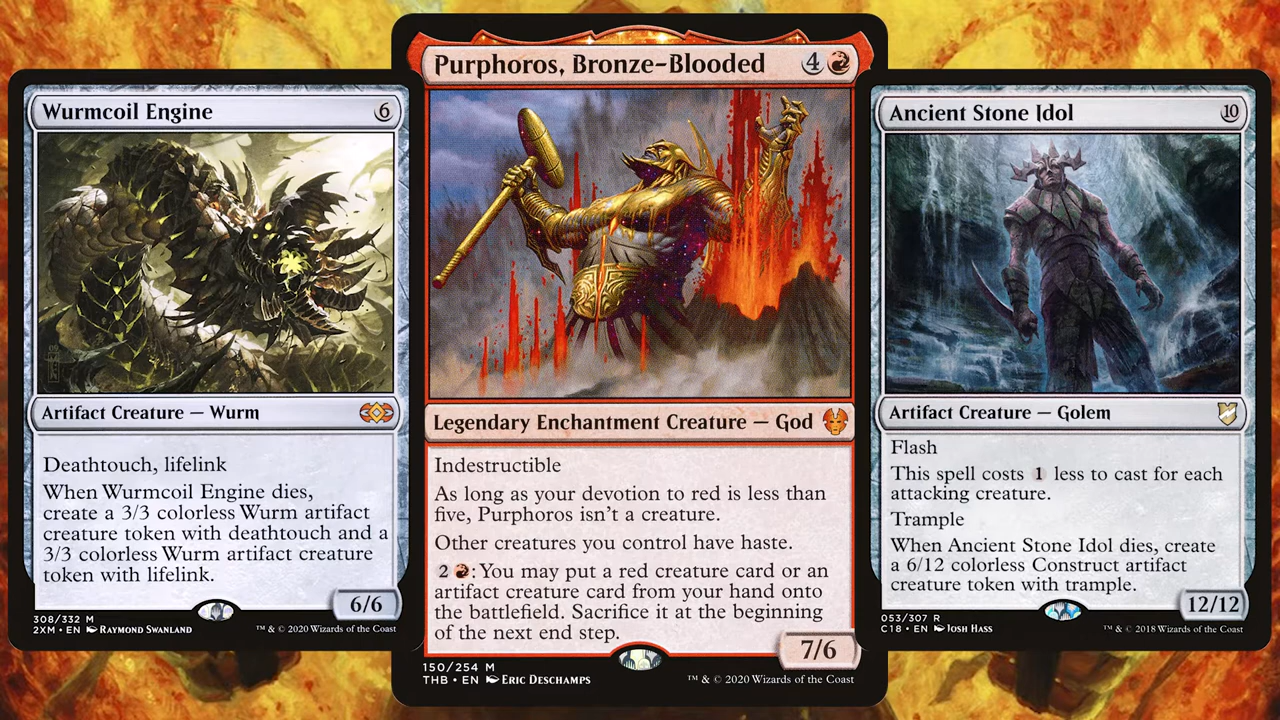 Wurmcoil Engine 6
Artifact Creature — Wurm
Deathtouch, lifelink
When Wurmcoil Engine dies,
create a 3/3 colorless Wurm artifact
creature token with deathtouch and a
3/3 colorless Wurm artifact creature
token with lifelink.
6/6
308/332 M
2XM • EN Raymond Swanland
™ & © 2020 Wizards of the Coast
Purphoros, Bronze-Blooded 4
Legendary Enchantment Creature — God
Indestructible
As long as your devotion to red is less than
five, Purphoros isn't a creature.
Other creatures you control have haste.
2 : You may put a red creature card or an
artifact creature card from your hand onto
the battlefield. Sacrifice it at the beginning
of the next end step.
7/6
150/254 M
THB • EN Eric Deschamps
™ & © 2020 Wizards of the Coast
Ancient Stone Idol 10
Artifact Creature — Golem
Flash
This spell costs 1 less to cast for each
attacking creature.
Trample
When Ancient Stone Idol dies, create
a 6/12 colorless Construct artifact
creature token with trample.
12/12
053/307 R
C18 • EN Josh Hass
™ & © 2018 Wizards of the Coast